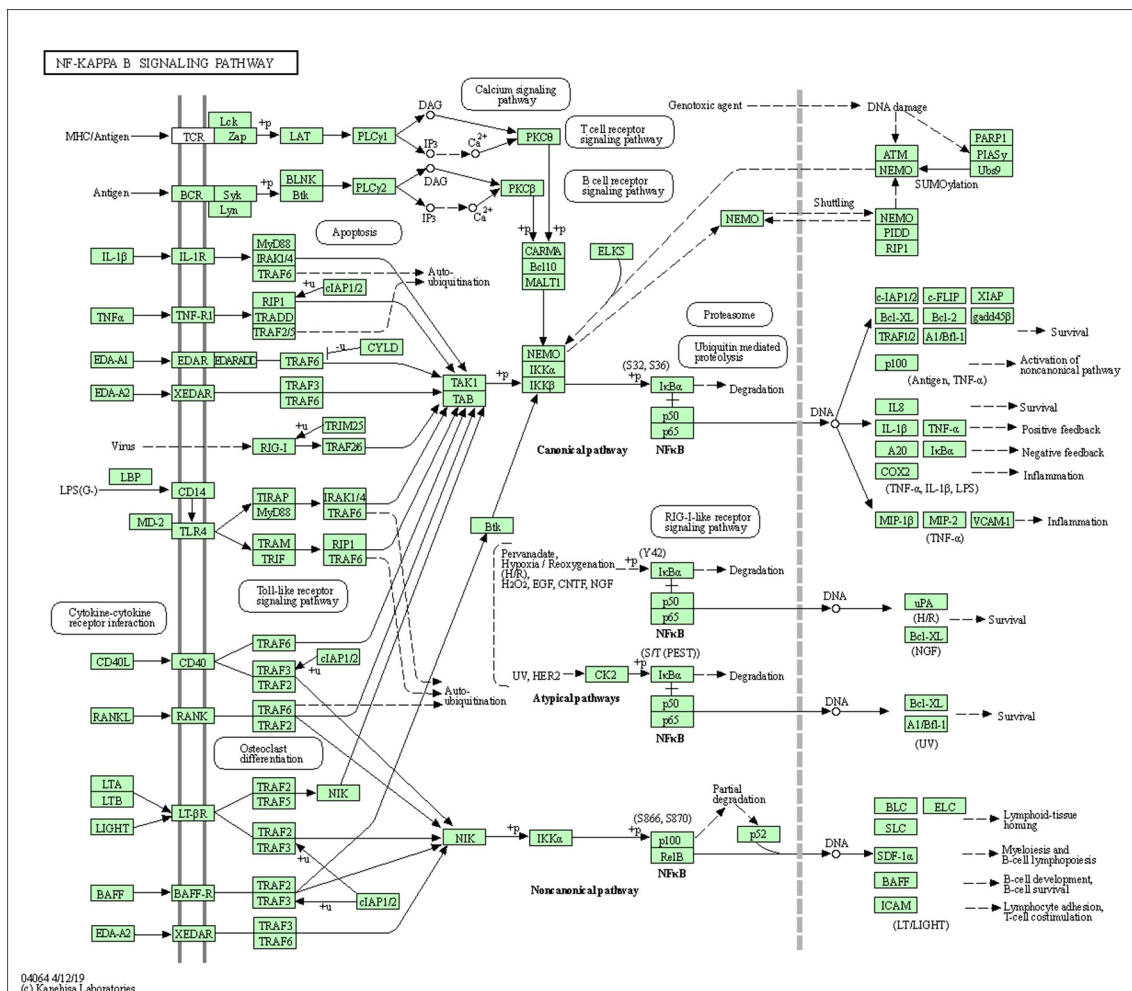 NF-KAPPA B SIGNALING PATHWAY
Calcium signaling
pathway
T cell receptor
signaling pathway
B cell receptor
signaling pathway
MHC/Antigen
TCR
Lck
Zap
+p
LAT
PLCγ1
DAG
IP3
Ca2+
PKCθ
Antigen
BCR
Syk
Lyn
+p
BLNK
Btk
PLCγ2
DAG
IP3
Ca2+
PKCβ
+p
+p
CARMA
Bcl10
MALT1
ELKS
Genotoxic agent
DNA damage
ATM
NEMO
PARP1
PIASy
Ubc9
SUMOylation
Shuttling
NEMO
NEMO
PIDD
RIP1
Apoptosis
IL-1β
IL-1R
MyD88
IRAK1/4
TRAF6
Auto-
ubiquitination
TNFα
TNF-R1
RIP1
TRADD
TRAF2/5
+u
cIAP1/2
EDA-A1
EDAR
EDARADD
TRAF6
-u
CYLD
EDA-A2
XEDAR
TRAF3
TRAF6
TAK1
TAB
+p
NEMO
IKKα
IKKβ
Proteasome
Ubiquitin mediated
proteolysis
(S32, S36)
+p
IκBα
Degradation
p50
p65
NFκB
Canonical pathway
DNA
c-IAP1/2
c-FLIP
XIAP
Bcl-XL
Bcl-2
gadd45β
TRAF1/2
A1/Bfl-1
Survival
p100
Activation of
noncanonical pathway
(Antigen, TNF-α)
IL8
Survival
IL-1β
TNF-α
Positive feedback
A20
IκBα
Negative feedback
COX2
Inflammation
(TNF-α, IL-1β, LPS)
MIP-1β
MIP-2
VCAM-1
Inflammation
(TNF-α)
Virus
RIG-I
+u
TRIM25
TRAF2/6
LPS(G-)
LBP
CD14
MD-2
TLR4
TIRAP
MyD88
IRAK1/4
TRAF6
TRAM
TRIF
RIP1
TRAF6
Toll-like receptor
signaling pathway
Cytokine-cytokine
receptor interaction
Btk
RIG-I-like receptor
signaling pathway
Pervanadate,
Hypoxia / Reoxygenation
(H/R),
H2O2, EGF, CNTF, NGF
(Y42)
+p
IκBα
Degradation
p50
p65
NFκB
DNA
uPA
(H/R)
Bcl-XL
(NGF)
Survival
UV, HER2
CK2
(S/T (PEST))
+p
IκBα
Degradation
Atypical pathways
p50
p65
NFκB
DNA
Bcl-XL
A1/Bfl-1
(UV)
Survival
CD40L
CD40
TRAF6
TRAF3
TRAF2
+u
cIAP1/2
Auto-
ubiquitination
RANKL
RANK
TRAF6
TRAF2
Osteoclast
differentiation
LTA
LTB
LIGHT
LT-βR
TRAF2
TRAF5
NIK
TRAF2
TRAF3
+u
NIK
+p
IKKα
(S866, S870)
+p
p100
RelB
NFκB
Partial
degradation
p52
DNA
Noncanonical pathway
BLC
ELC
SLC
Lymphoid-tissue
homing
SDF-1α
Myeloiesis and
B-cell lymphopoiesis
BAFF
B-cell development,
B-cell survival
ICAM
Lymphocyte adhesion,
T-cell costimulation
(LT/LIGHT)
BAFF
BAFF-R
TRAF2
TRAF3
+u
cIAP1/2
EDA-A2
XEDAR
TRAF3
TRAF6
04064 4/12/19
(c) Kanehisa Laboratories